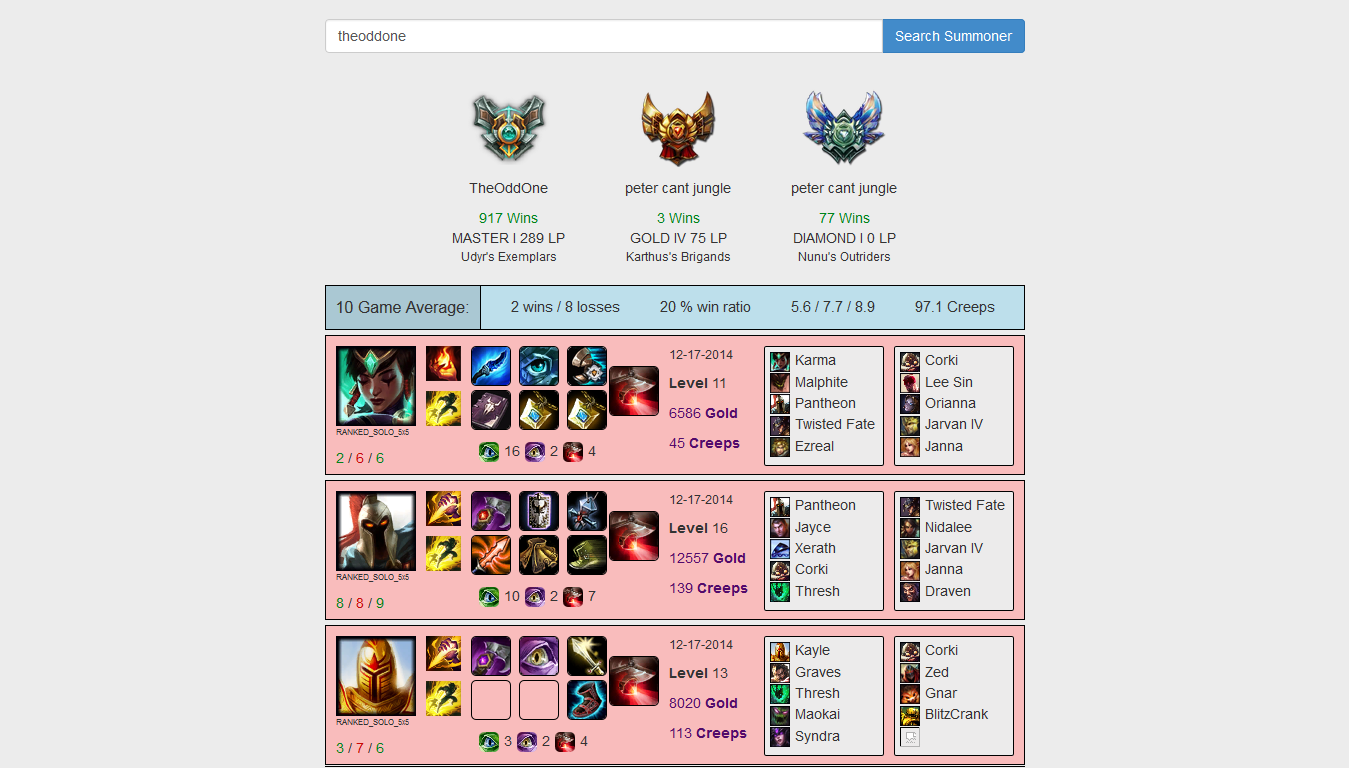 theoddone
Search Summoner
TheOddOne
917 Wins
MASTER I 289 LP
Udyr's Exemplars
peter cant jungle
3 Wins
GOLD IV 75 LP
Karthus's Brigands
peter cant jungle
77 Wins
DIAMOND I 0 LP
Nunu's Outriders
10 Game Average:
2 wins / 8 losses
20 % win ratio
5.6 / 7.7 / 8.9
97.1 Creeps
RANKED_SOLO_5x5
2 / 6 / 6
16
2
4
12-17-2014
Level 11
6586 Gold
45 Creeps
Karma
Malphite
Pantheon
Twisted Fate
Ezreal
Corki
Lee Sin
Orianna
Jarvan IV
Janna
RANKED_SOLO_5x5
8 / 8 / 9
10
2
7
12-17-2014
Level 16
12557 Gold
139 Creeps
Pantheon
Jayce
Xerath
Corki
Thresh
Twisted Fate
Nidalee
Jarvan IV
Janna
Draven
RANKED_SOLO_5x5
3 / 7 / 6
3
2
4
12-17-2014
Level 13
8020 Gold
113 Creeps
Kayle
Graves
Thresh
Maokai
Syndra
Corki
Zed
Gnar
BlitzCrank